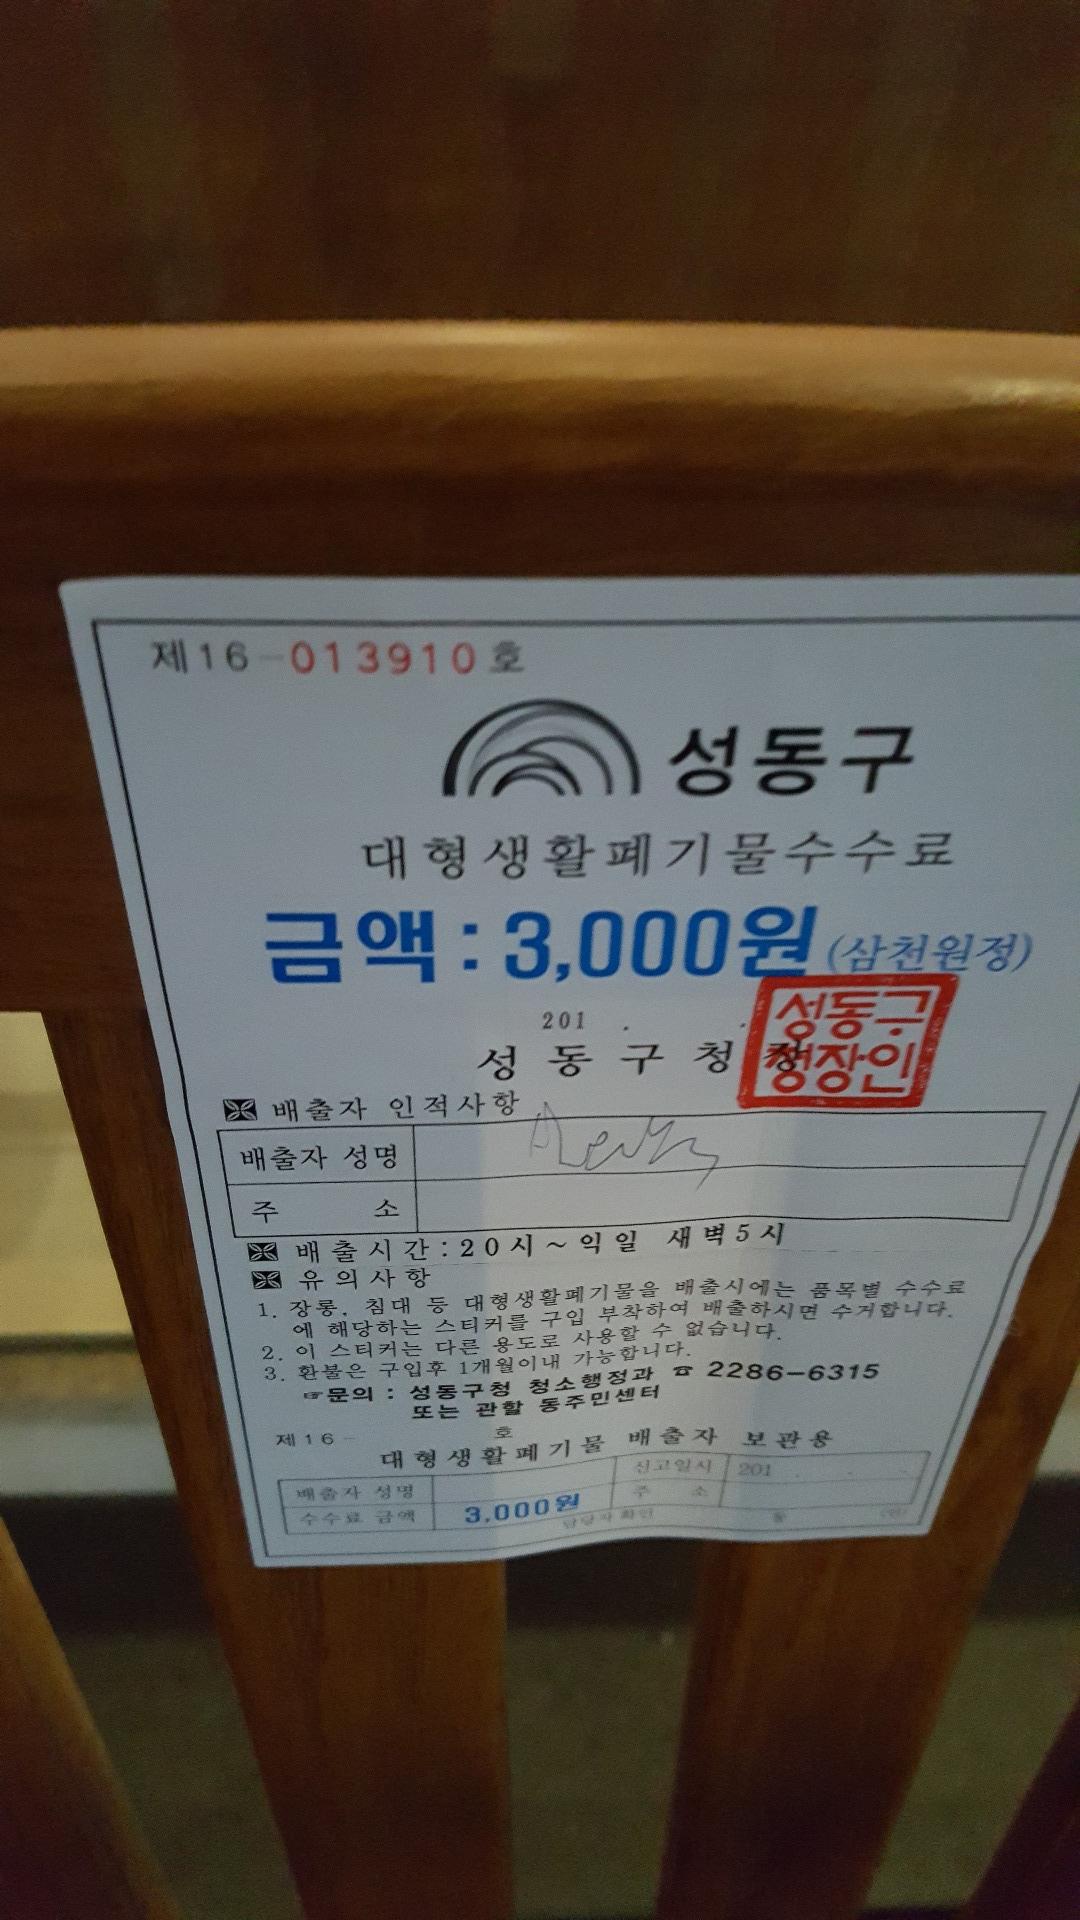 제16-013910호
성동구
대형생활폐기물수수료
금액 : 3,000원 (삼천원정)
201 . .
성동구청장
성동구
청장인
배출자 인적사항
배출자 성명
주 소
배출시간 : 20시~익일 새벽5시
유의사항
1. 장롱, 침대 등 대형생활폐기물을 배출시에는 품목별 수수료
에 해당하는 스티커를 구입 부착하여 배출하시면 수거합니다.
2. 이 스티커는 다른 용도로 사용할 수 없습니다.
3. 환불은 구입후 1개월이내 가능합니다.
☞문의 : 성동구청 청소행정과 ☎ 2286-6315
또는 관할 동주민센터
제16- 호
대형생활폐기물 배출자 보관용
배출자 성명 신고일시 201 . .
수수료 금액 3,000원 주 소
담당자 확인 동 (인)